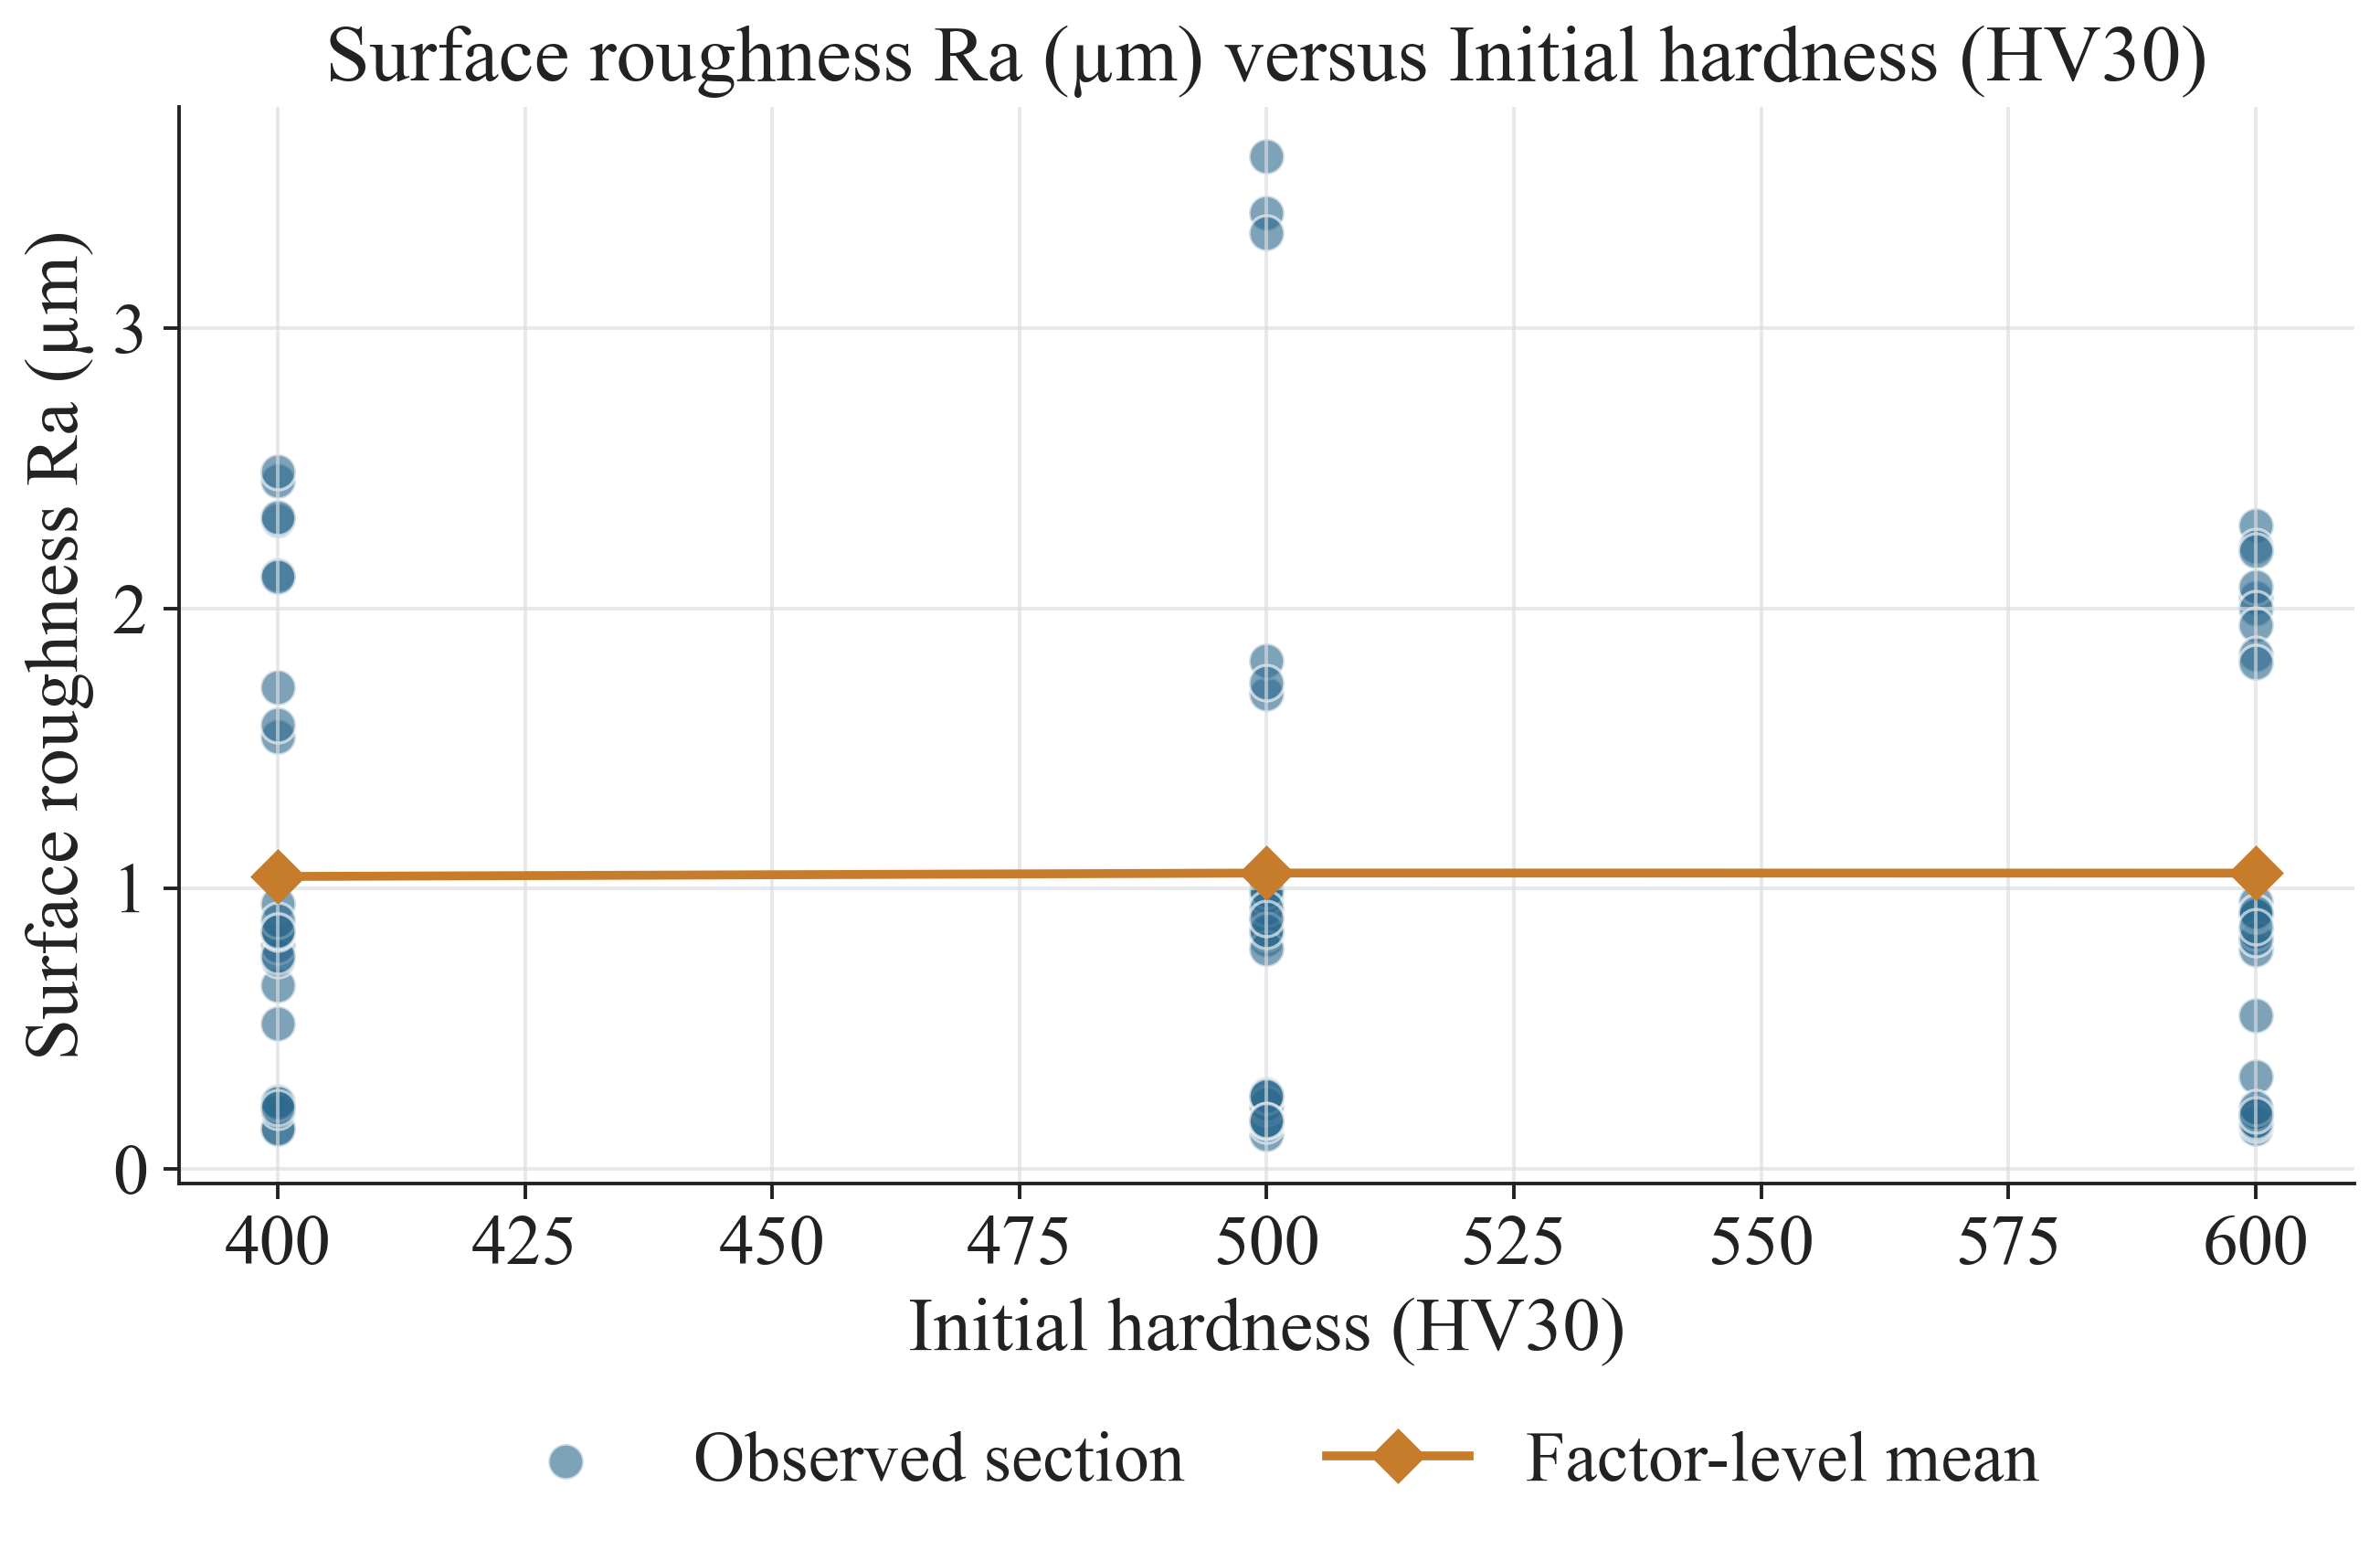 Surface roughness Ra (μm) versus Initial hardness (HV30)
Surface roughness Ra (μm)
3
2
1
0
400 425 450 475 500 525 550 575 600
Initial hardness (HV30)
Observed section Factor-level mean